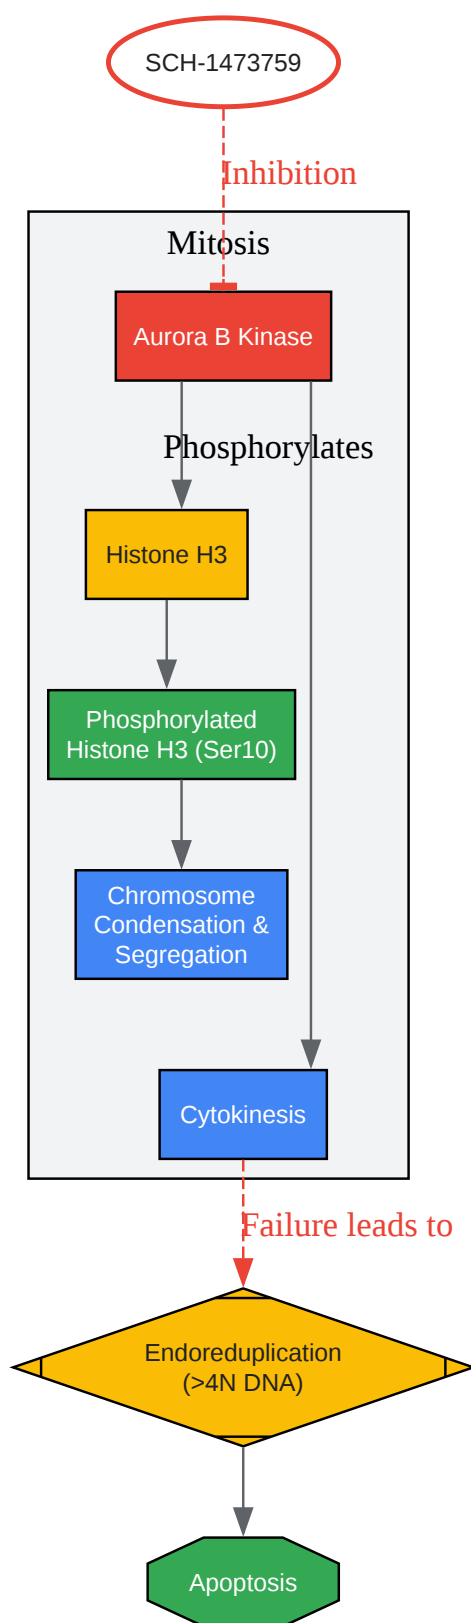 SCH-1473759
Inhibition
Mitosis
Aurora B Kinase
Phosphorylates
Histone H3
Phosphorylated
Histone H3 (Ser10)
Chromosome
Condensation &
Segregation
Cytokinesis
Failure leads to
Endoreduplication
(>4N DNA)
Apoptosis